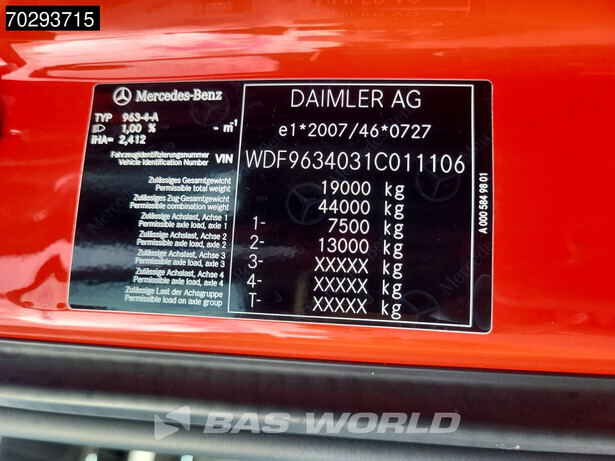 70293715
Mercedes-Benz
DAIMLER AG
TYP 963-4-A
1,00 % - m⁻¹
iHA= 2,412
e1*2007/46*0727
Fahrzeugidentifizierungsnummer
Vehicle Identification Number VIN WDF9634031C011106
Zulässiges Gesamtgewicht
Permissible total weight 19000 kg
Zulässiges Zug-Gesamtgewicht
Permissible combination weight 44000 kg
Zulässige Achslast, Achse 1
Permissible axle load, axle 1 1- 7500 kg
Zulässige Achslast, Achse 2
Permissible axle load, axle 2 2- 13000 kg
Zulässige Achslast, Achse 3
Permissible axle load, axle 3 3- XXXXX kg
Zulässige Achslast, Achse 4
Permissible axle load, axle 4 4- XXXXX kg
Zulässige Last der Achsgruppe
Permissible load on axle group T- XXXXX kg
A 000 584 98 01
BAS WORLD